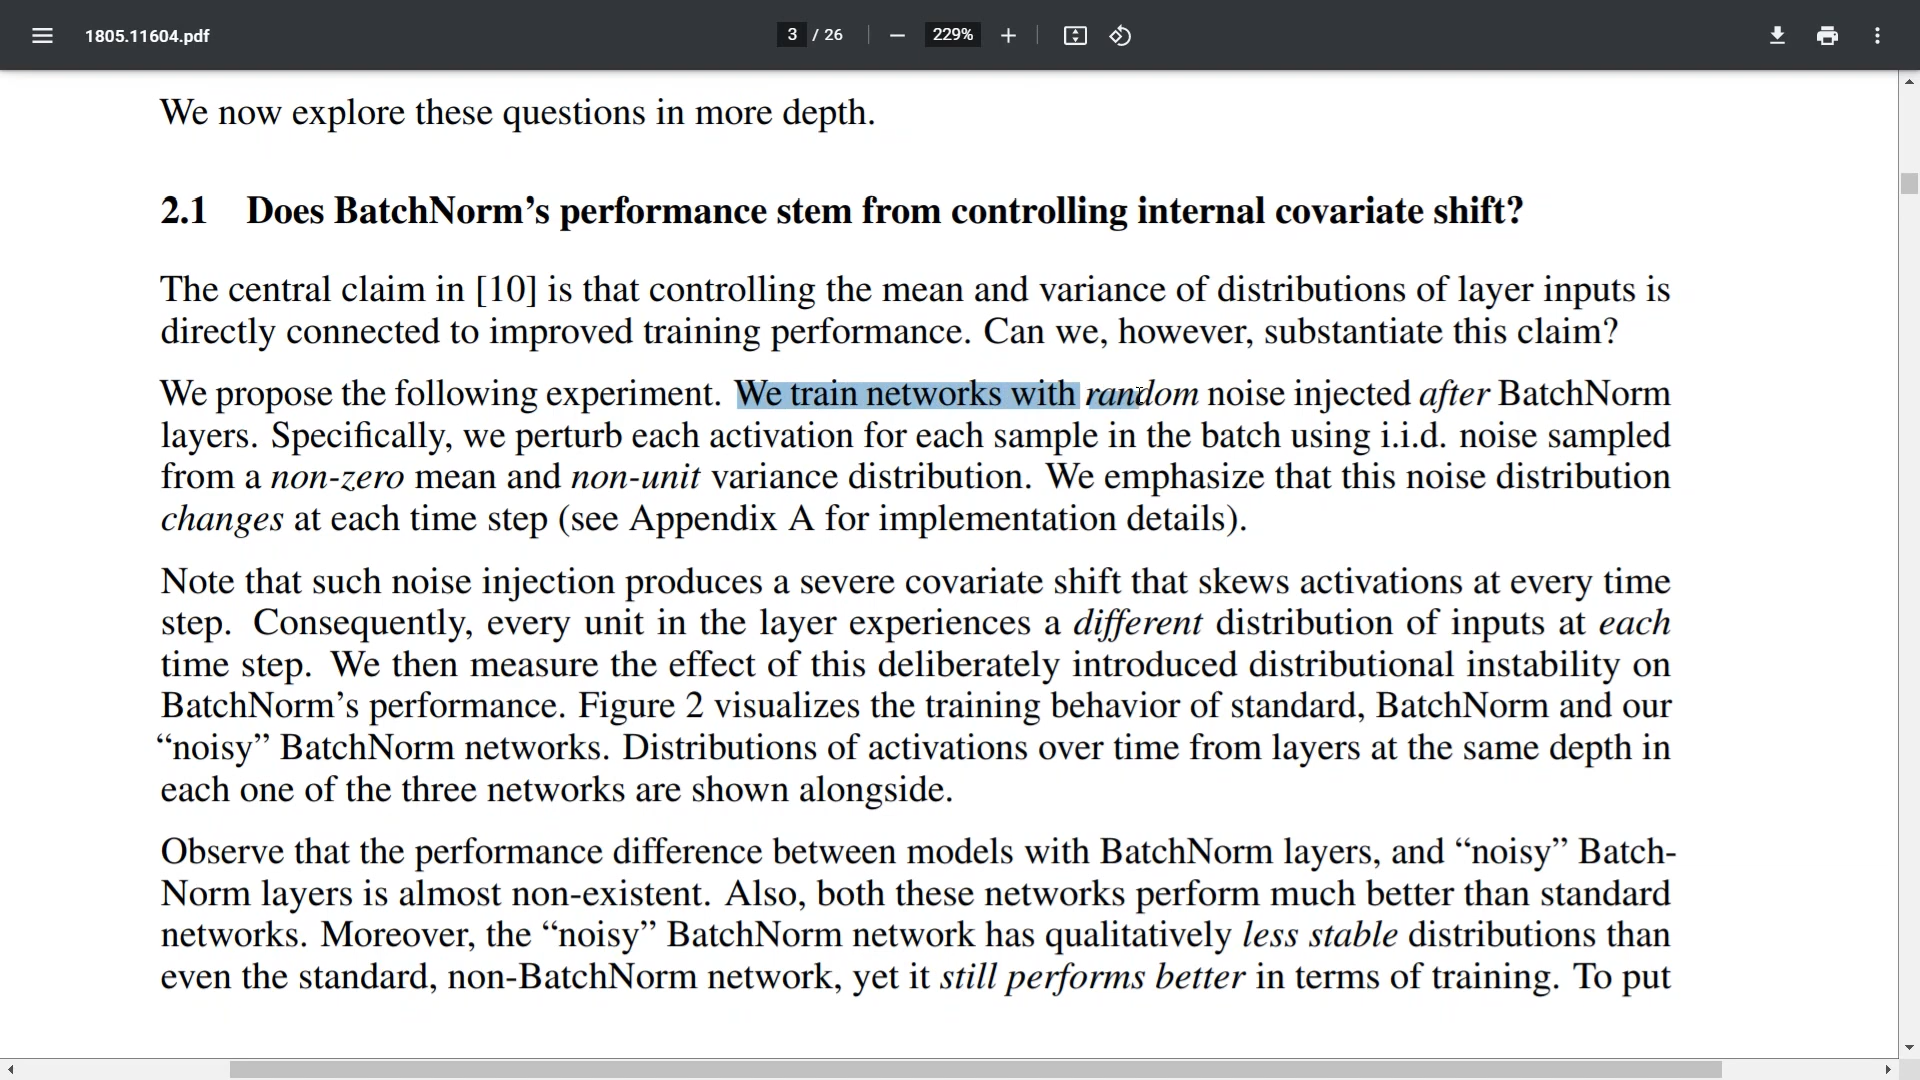 1805.11604.pdf
3 / 26
229%
We now explore these questions in more depth.
2.1 Does BatchNorm’s performance stem from controlling internal covariate shift?
The central claim in [10] is that controlling the mean and variance of distributions of layer inputs is
directly connected to improved training performance. Can we, however, substantiate this claim?
We propose the following experiment. We train networks with random noise injected after BatchNorm
layers. Specifically, we perturb each activation for each sample in the batch using i.i.d. noise sampled
from a non-zero mean and non-unit variance distribution. We emphasize that this noise distribution
changes at each time step (see Appendix A for implementation details).
Note that such noise injection produces a severe covariate shift that skews activations at every time
step. Consequently, every unit in the layer experiences a different distribution of inputs at each
time step. We then measure the effect of this deliberately introduced distributional instability on
BatchNorm’s performance. Figure 2 visualizes the training behavior of standard, BatchNorm and our
“noisy” BatchNorm networks. Distributions of activations over time from layers at the same depth in
each one of the three networks are shown alongside.
Observe that the performance difference between models with BatchNorm layers, and “noisy” Batch-
Norm layers is almost non-existent. Also, both these networks perform much better than standard
networks. Moreover, the “noisy” BatchNorm network has qualitatively less stable distributions than
even the standard, non-BatchNorm network, yet it still performs better in terms of training. To put